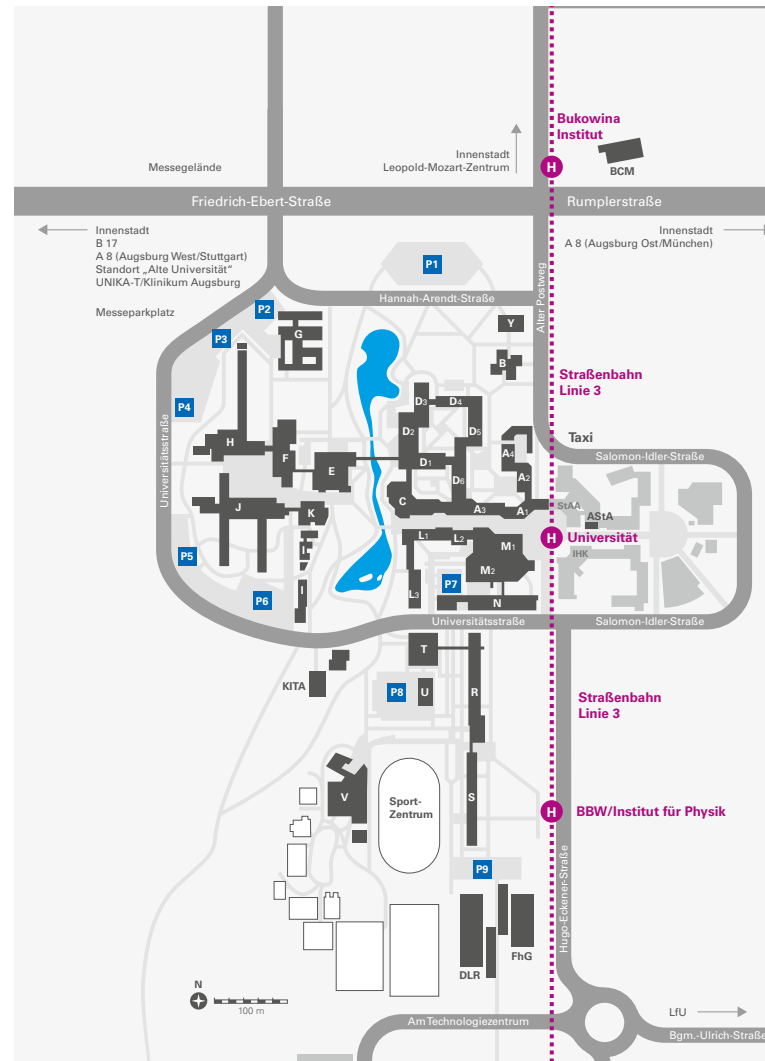 Bukowina
Institut
Innenstadt
Leopold-Mozart-Zentrum
H
BCM
Messegelände
Friedrich-Ebert-Straße
Rumplerstraße
Innenstadt
B 17
A 8 (Augsburg West/Stuttgart)
Standort „Alte Universität“
UNIKA-T/Klinikum Augsburg
Messeparkplatz
Innenstadt
A 8 (Augsburg Ost/München)
P1
Hannah-Arendt-Straße
Alter Postweg
P2
P3
G
Y
B
Straßenbahn
Linie 3
P4
D3
D4
D2
D5
D1
D6
H
F
E
A4
A2
Taxi
Salomon-Idler-Straße
Universitätsstraße
J
K
C
A3
A1
StAA
AStA
H
Universität
IHK
I
I
L1
L2
L3
M1
M2
N
P5
P6
P7
Universitätsstraße
Salomon-Idler-Straße
KITA
T
P8
U
R
Straßenbahn
Linie 3
V
Sport-
Zentrum
S
H
BBW/Institut für Physik
P9
Hugo-Eckener-Straße
DLR
FhG
N
100 m
Am Technologiezentrum
LfU
Bgm.-Ulrich-Straße